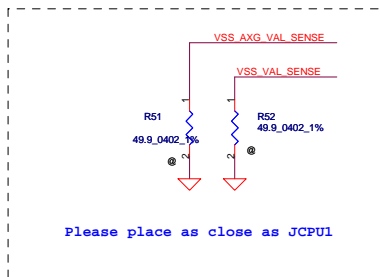 VSS_AXG_VAL_SENSE
VSS_VAL_SENSE
1
1
R51
R52
49.9_0402_1%
49.9_0402_1%
2
@
2
@
Please place as close as JCPU1